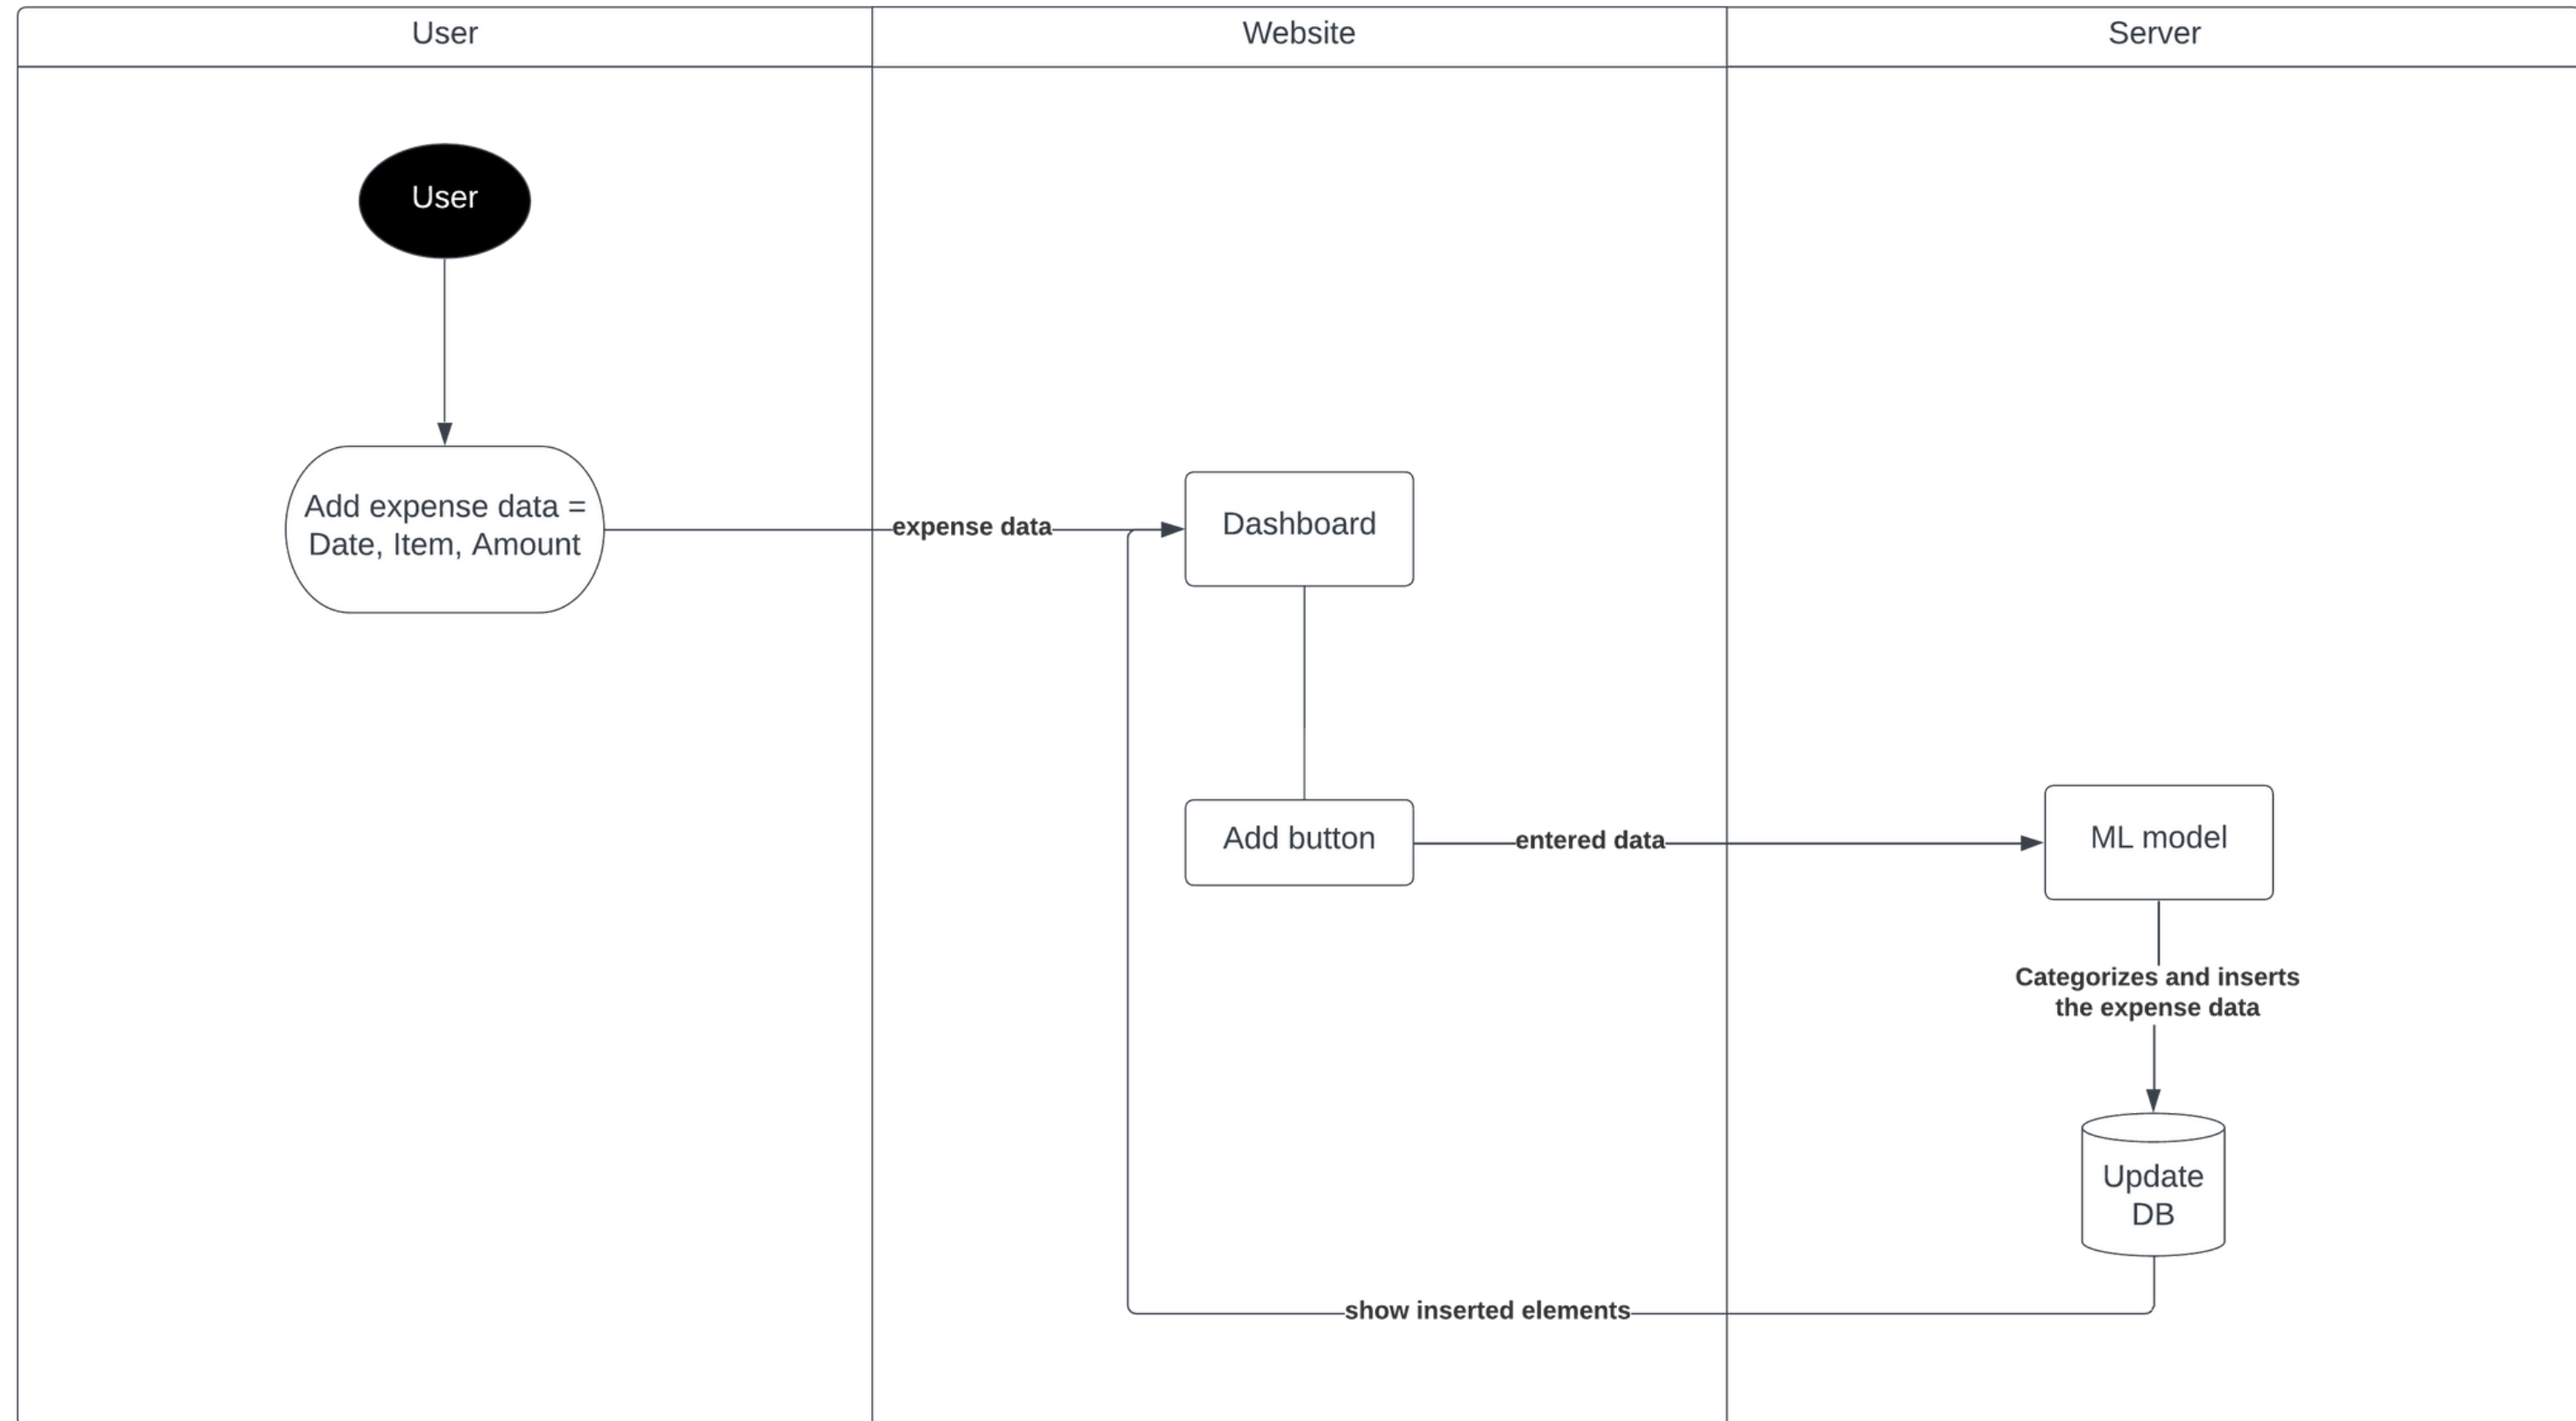 User
Website
Server
User
Add expense data =
Date, Item, Amount
expense data
Dashboard
Add button
entered data
ML model
Categorizes and inserts
the expense data
Update
DB
show inserted elements